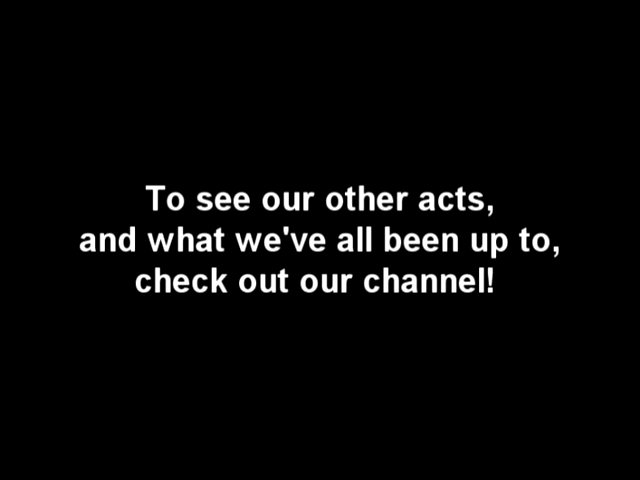 To see our other acts,
and what we've all been up to,
check out our channel!